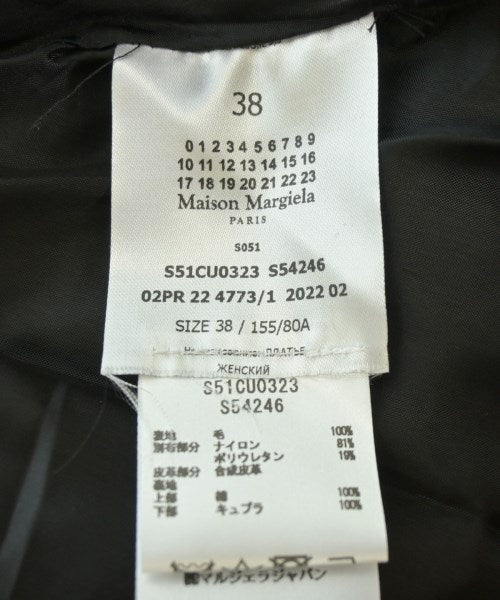 38
0 1 2 3 4 5 6 7 8 9
10 11 12 13 14 15 16
17 18 19 20 21 22 23
Maison Margiela
PARIS
S051
S51CU0323 S54246
02PR 22 4773/1 2022 02
SIZE 38 / 155/80A
ПЛАТЬЕ
ЖЕНСКИЙ
S51CU0323
S54246
表地 毛 100%
別布部分 ナイロン 81%
ポリウレタン 19%
皮革部分 合成皮革
裏地
上部 綿 100%
下部 キュプラ 100%
㈱マルジェラジャパン